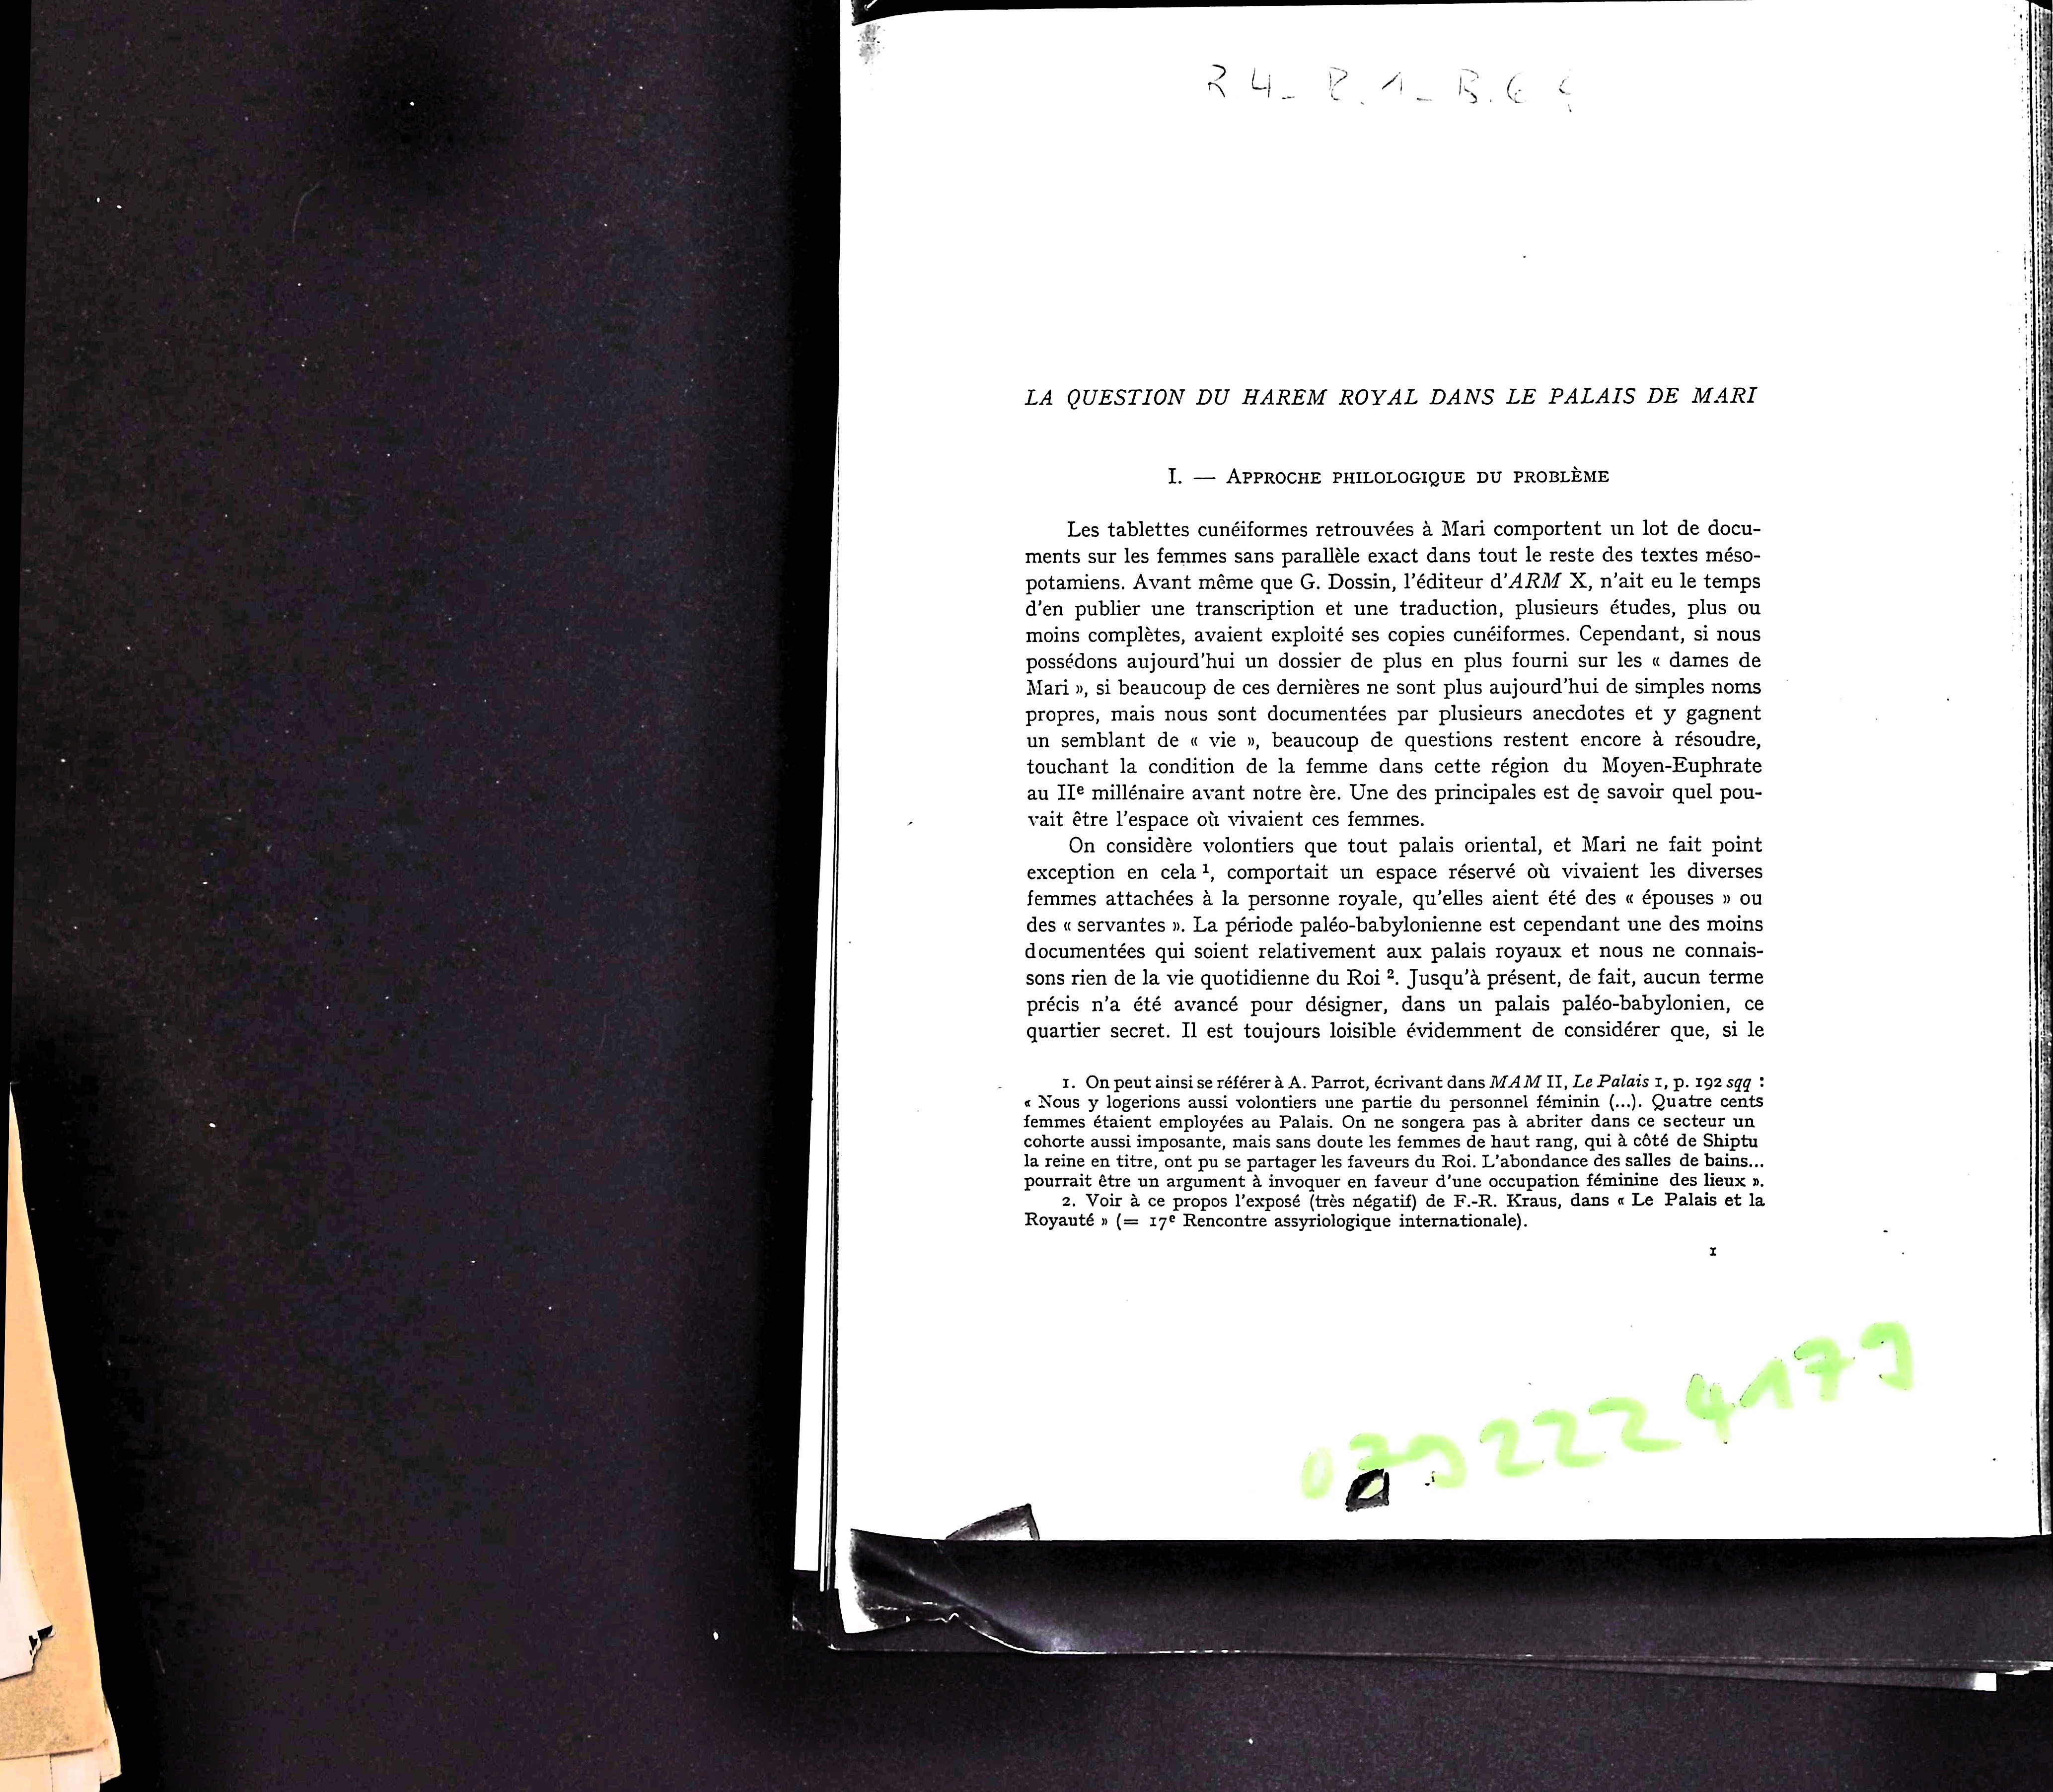 R4_P.1_B.6
LA QUESTION DU HAREM ROYAL DANS LE PALAIS DE MARI
I. — APPROCHE PHILOLOGIQUE DU PROBLÈME
Les tablettes cunéiformes retrouvées à Mari comportent un lot de docu-
ments sur les femmes sans parallèle exact dans tout le reste des textes méso-
potamiens. Avant même que G. Dossin, l'éditeur d'ARM X, n'ait eu le temps
d'en publier une transcription et une traduction, plusieurs études, plus ou
moins complètes, avaient exploité ses copies cunéiformes. Cependant, si nous
possédons aujourd'hui un dossier de plus en plus fourni sur les « dames de
Mari », si beaucoup de ces dernières ne sont plus aujourd'hui de simples noms
propres, mais nous sont documentées par plusieurs anecdotes et y gagnent
un semblant de « vie », beaucoup de questions restent encore à résoudre,
touchant la condition de la femme dans cette région du Moyen-Euphrate
au IIe millénaire avant notre ère. Une des principales est de savoir quel pou-
vait être l'espace où vivaient ces femmes.
On considère volontiers que tout palais oriental, et Mari ne fait point
exception en cela ¹, comportait un espace réservé où vivaient les diverses
femmes attachées à la personne royale, qu'elles aient été des « épouses » ou
des « servantes ». La période paléo-babylonienne est cependant une des moins
documentées qui soient relativement aux palais royaux et nous ne connais-
sons rien de la vie quotidienne du Roi ². Jusqu'à présent, de fait, aucun terme
précis n'a été avancé pour désigner, dans un palais paléo-babylonien, ce
quartier secret. Il est toujours loisible évidemment de considérer que, si le
1. On peut ainsi se référer à A. Parrot, écrivant dans MAM II, Le Palais 1, p. 192 sqq :
« Nous y logerions aussi volontiers une partie du personnel féminin (...). Quatre cents
femmes étaient employées au Palais. On ne songera pas à abriter dans ce secteur un
cohorte aussi imposante, mais sans doute les femmes de haut rang, qui à côté de Shiptu
la reine en titre, ont pu se partager les faveurs du Roi. L'abondance des salles de bains...
pourrait être un argument à invoquer en faveur d'une occupation féminine des lieux ».
2. Voir à ce propos l'exposé (très négatif) de F.-R. Kraus, dans « Le Palais et la
Royauté » (= 17e Rencontre assyriologique internationale).
1
079222 4179